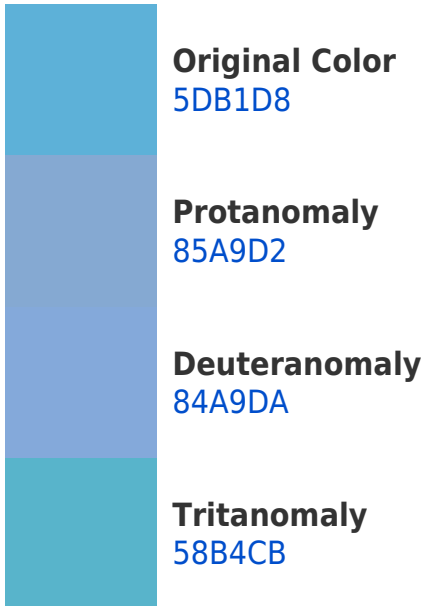 Original Color
5DB1D8
Protanomaly
85A9D2
Deuteranomaly
84A9DA
Tritanomaly
58B4CB